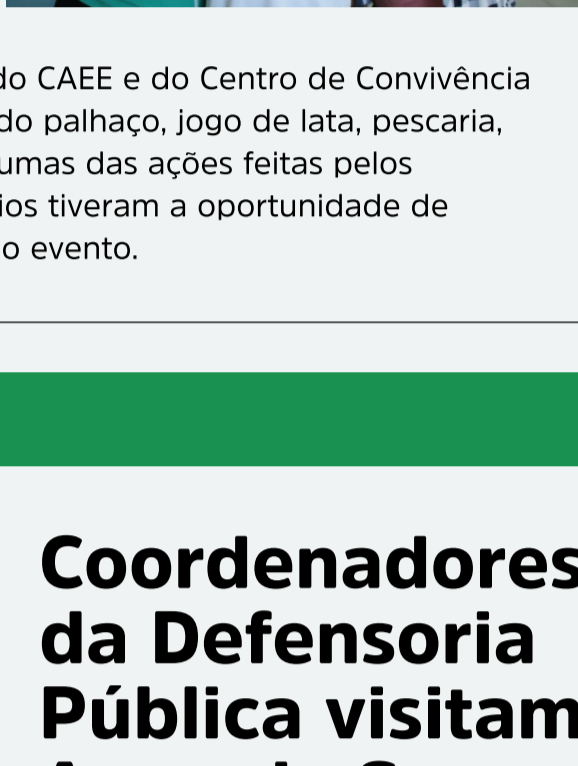 do CAEE e do Centro de Convivência
do palhaço, jogo de lata, pescaria,
umas das ações feitas pelos
ios tiveram a oportunidade de
o evento.
Coordenadores
da Defensoria
Pública visitam